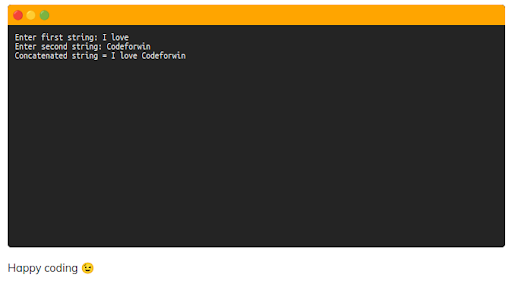 Enter first string: I love
Enter second string: Codeforwin
Concatenated string = I love Codeforwin
Happy coding 😉